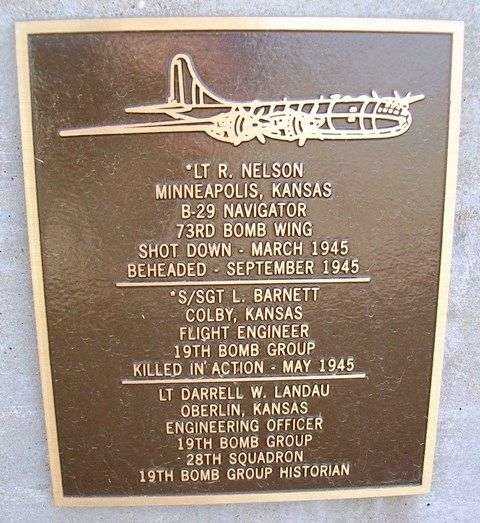 *LT R. NELSON
MINNEAPOLIS, KANSAS
B-29 NAVIGATOR
73RD BOMB WING
SHOT DOWN - MARCH 1945
BEHEADED - SEPTEMBER 1945
*S/SGT L. BARNETT
COLBY, KANSAS
FLIGHT ENGINEER
19TH BOMB GROUP
KILLED IN ACTION - MAY 1945
LT DARRELL W. LANDAU
OBERLIN, KANSAS
ENGINEERING OFFICER
19TH BOMB GROUP
28TH SQUADRON
19TH BOMB GROUP HISTORIAN